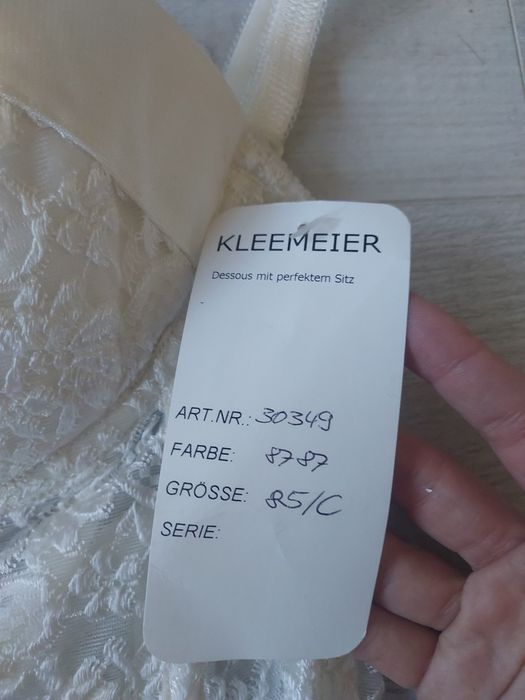 KLEEMEIER
Dessous mit perfektem Sitz
ART.NR.: 30349
FARBE: 8787
GRÖSSE: 85/C
SERIE: